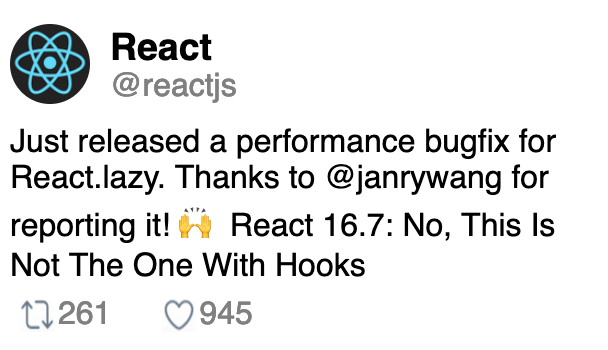 React
@reactjs
Just released a performance bugfix for
React.lazy. Thanks to @janrywang for
reporting it! 🙌 React 16.7: No, This Is
Not The One With Hooks
261 945